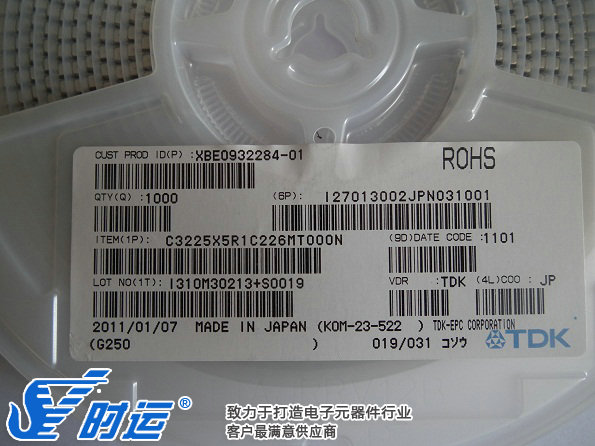 CUST PROD ID(P) :XBE0932284-01
ROHS
QTY(Q) :1000
(6P): I27013002JPN031001
ITEM(1P): C3225X5R1C226MT000N
(9D)DATE CODE :1101
LOT NO(1T): I310M30213+S0019
VDR :TDK (4L)COO : JP
2011/01/07 MADE IN JAPAN (KOM-23-522 ) TDK-EPC CORPORATION
(G250 ) 019/031 コソウ
TDK
时运
致力于打造电子元器件行业
客户最满意供应商